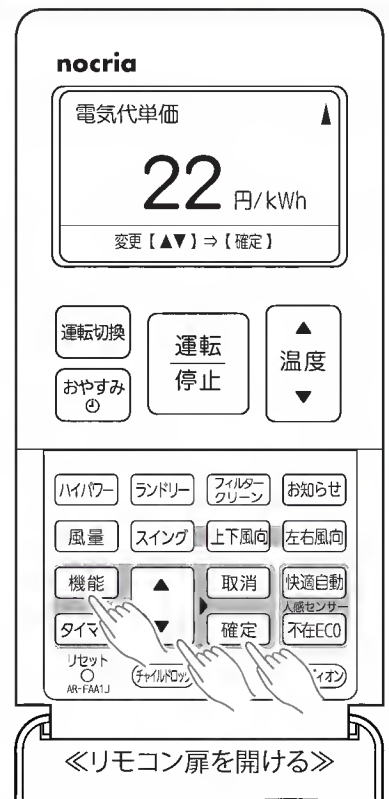 nocria
電気代単価
22 円/kWh
変更【▲▼】⇒【確定】
運転切換
運転
停止
▲
温度
▼
おやすみ
ハイパワー ランドリー フィルター
クリーン お知らせ
風量 スイング 上下風向 左右風向
機能 ▲ 取消 快適自動
人感センサー
▼ 確定 不在ECO
リセット
AR-FAA1J
≪リモコン扉を開ける≫